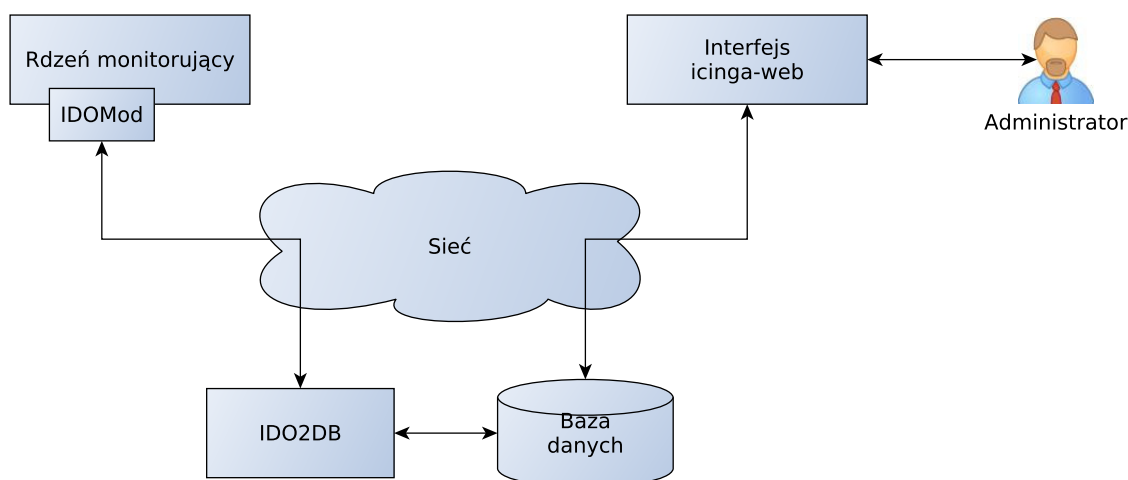 Rdzeń monitorujący
IDOMod
Interfejs
icinga-web
Administrator
Sieć
IDO2DB
Baza
danych